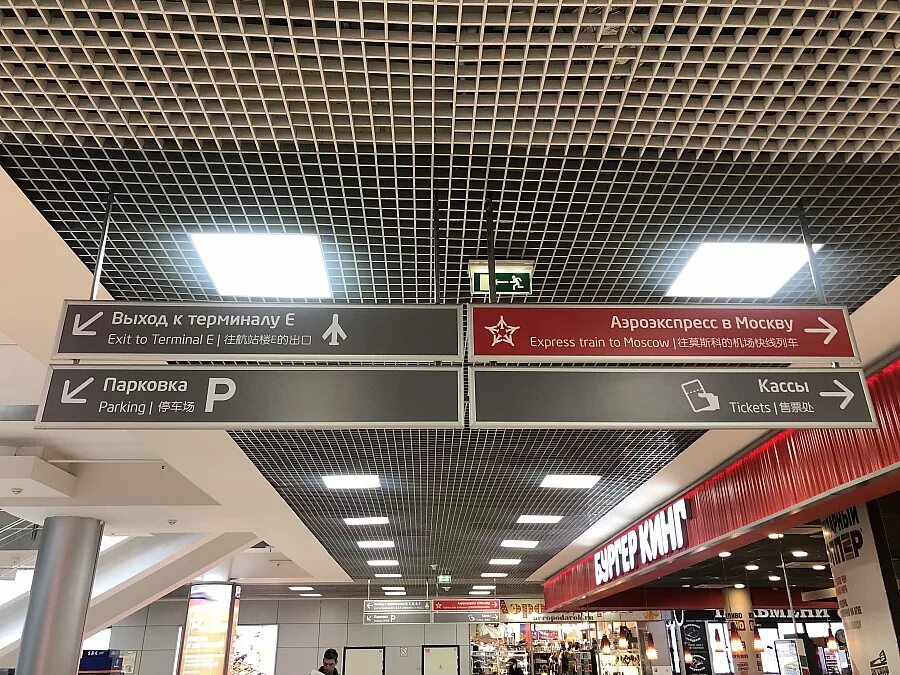 Выход к терминалу E
Exit to Terminal E | 往航站楼E的出口
Аэроэкспресс в Москву
Express train to Moscow | 往莫斯科的机场快线列车
Парковка
Parking | 停车场
P
Кассы
Tickets | 售票处
БУРГЕР КИНГ
aeropodarok.ru